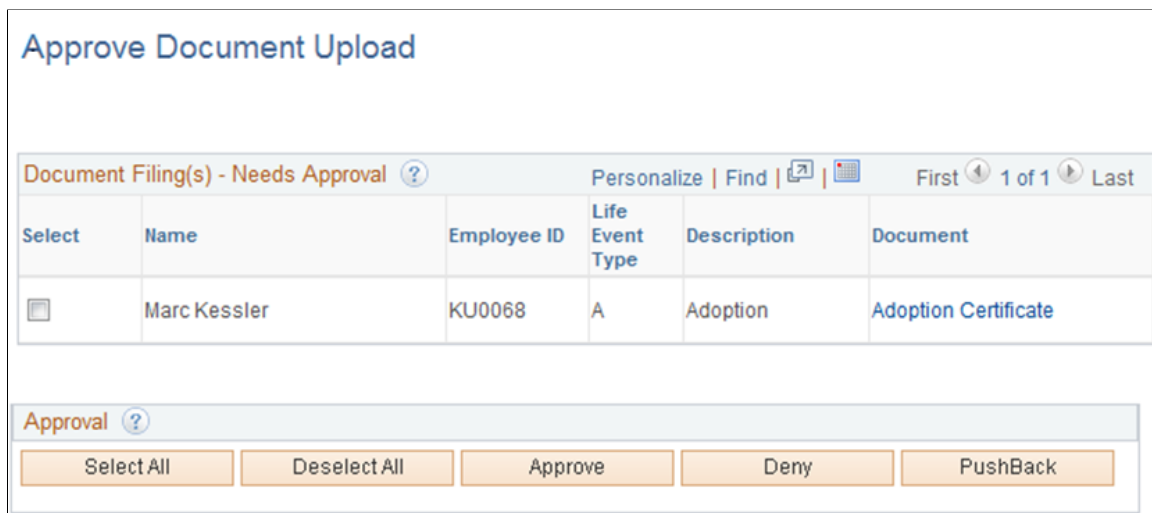 Approve Document Upload
Document Filing(s) - Needs Approval ? Personalize | Find | | First 1 of 1 Last
Select Name Employee ID Life Event Type Description Document
Marc Kessler KU0068 A Adoption Adoption Certificate
Approval ?
Select All Deselect All Approve Deny PushBack